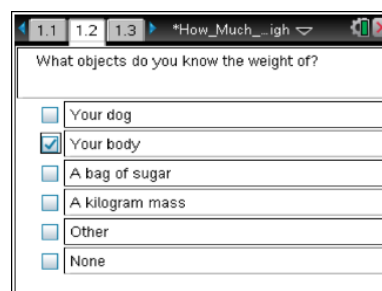 1.1 1.2 1.3 *How_Much_...igh
What objects do you know the weight of?
Your dog
Your body
A bag of sugar
A kilogram mass
Other
None